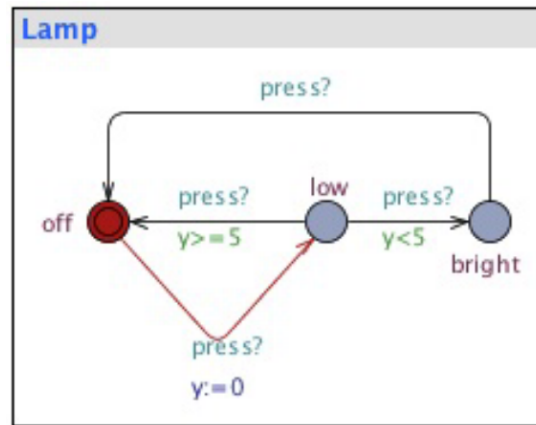 Lamp
press?
press?
low
press?
off
y>=5
y<5
bright
press?
y:=0